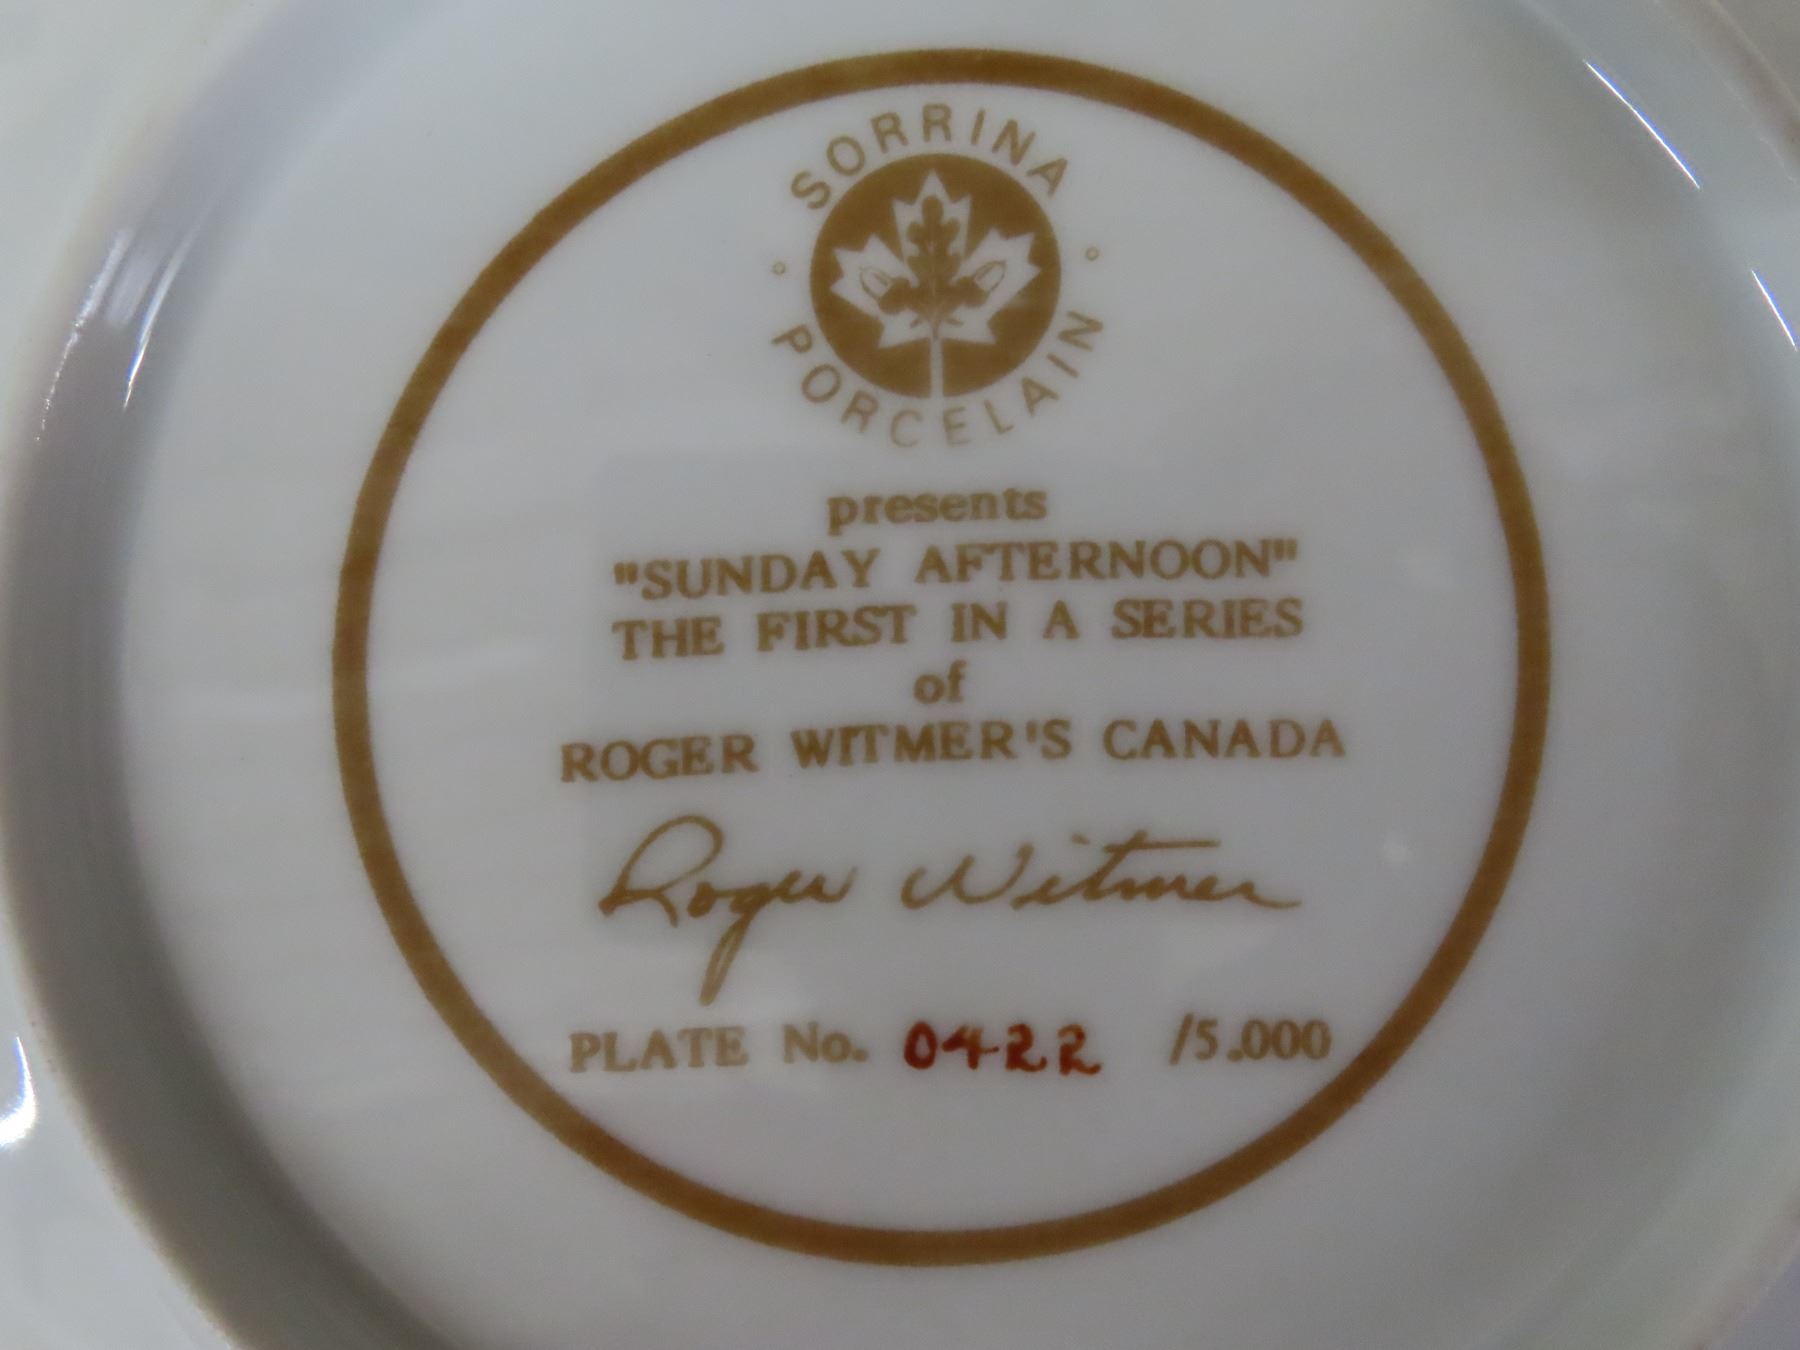 SORRINA
PORCELAIN
presents
"SUNDAY AFTERNOON"
THE FIRST IN A SERIES
of
ROGER WITMER'S CANADA
Roger Witmer
PLATE No. 0422 /5.000